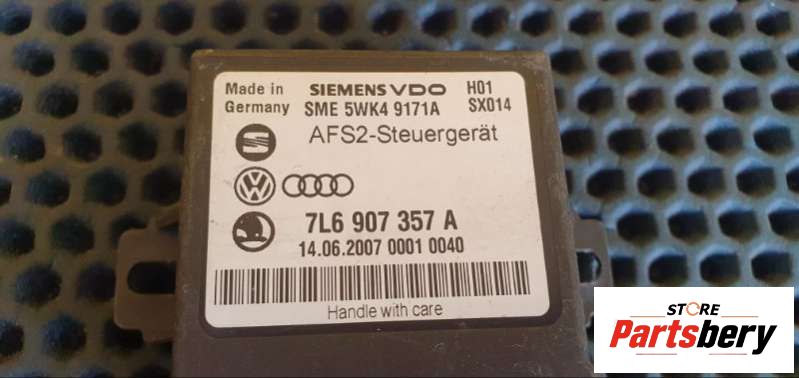 Made in
Germany
SIEMENS VDO
SME 5WK4 9171A
H01
SX014
AFS2-Steuergerät
7L6 907 357 A
14.06.2007 0001 0040
Handle with care
STORE
Partsbery